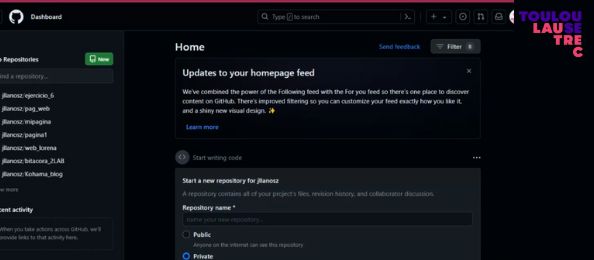 Dashboard
Type / to search
TOULOU
LAUSE
TREC
Repositories
New
ind a repository...
jllanosz/ejercicio_6
jllanosz/pag_web
jllanosz/mipagina
jllanosz/pagina1
jllanosz/web_lorena
jllanosz/bitacora_2LAB
jllanosz/Kohama_blog
ow more
cent activity
When you take actions across GitHub, we'll
provide links to that activity here.
Home
Send feedback
Filter 8
Updates to your homepage feed
We've combined the power of the Following feed with the For you feed so there's one place to discover
content on GitHub. There's improved filtering so you can customize your feed exactly how you like it,
and a shiny new visual design. ✨
Learn more
Start writing code
Start a new repository for jllanosz
A repository contains all of your project's files, revision history, and collaborator discussion.
Repository name *
name your new repository...
Public
Anyone on the internet can see this repository
Private